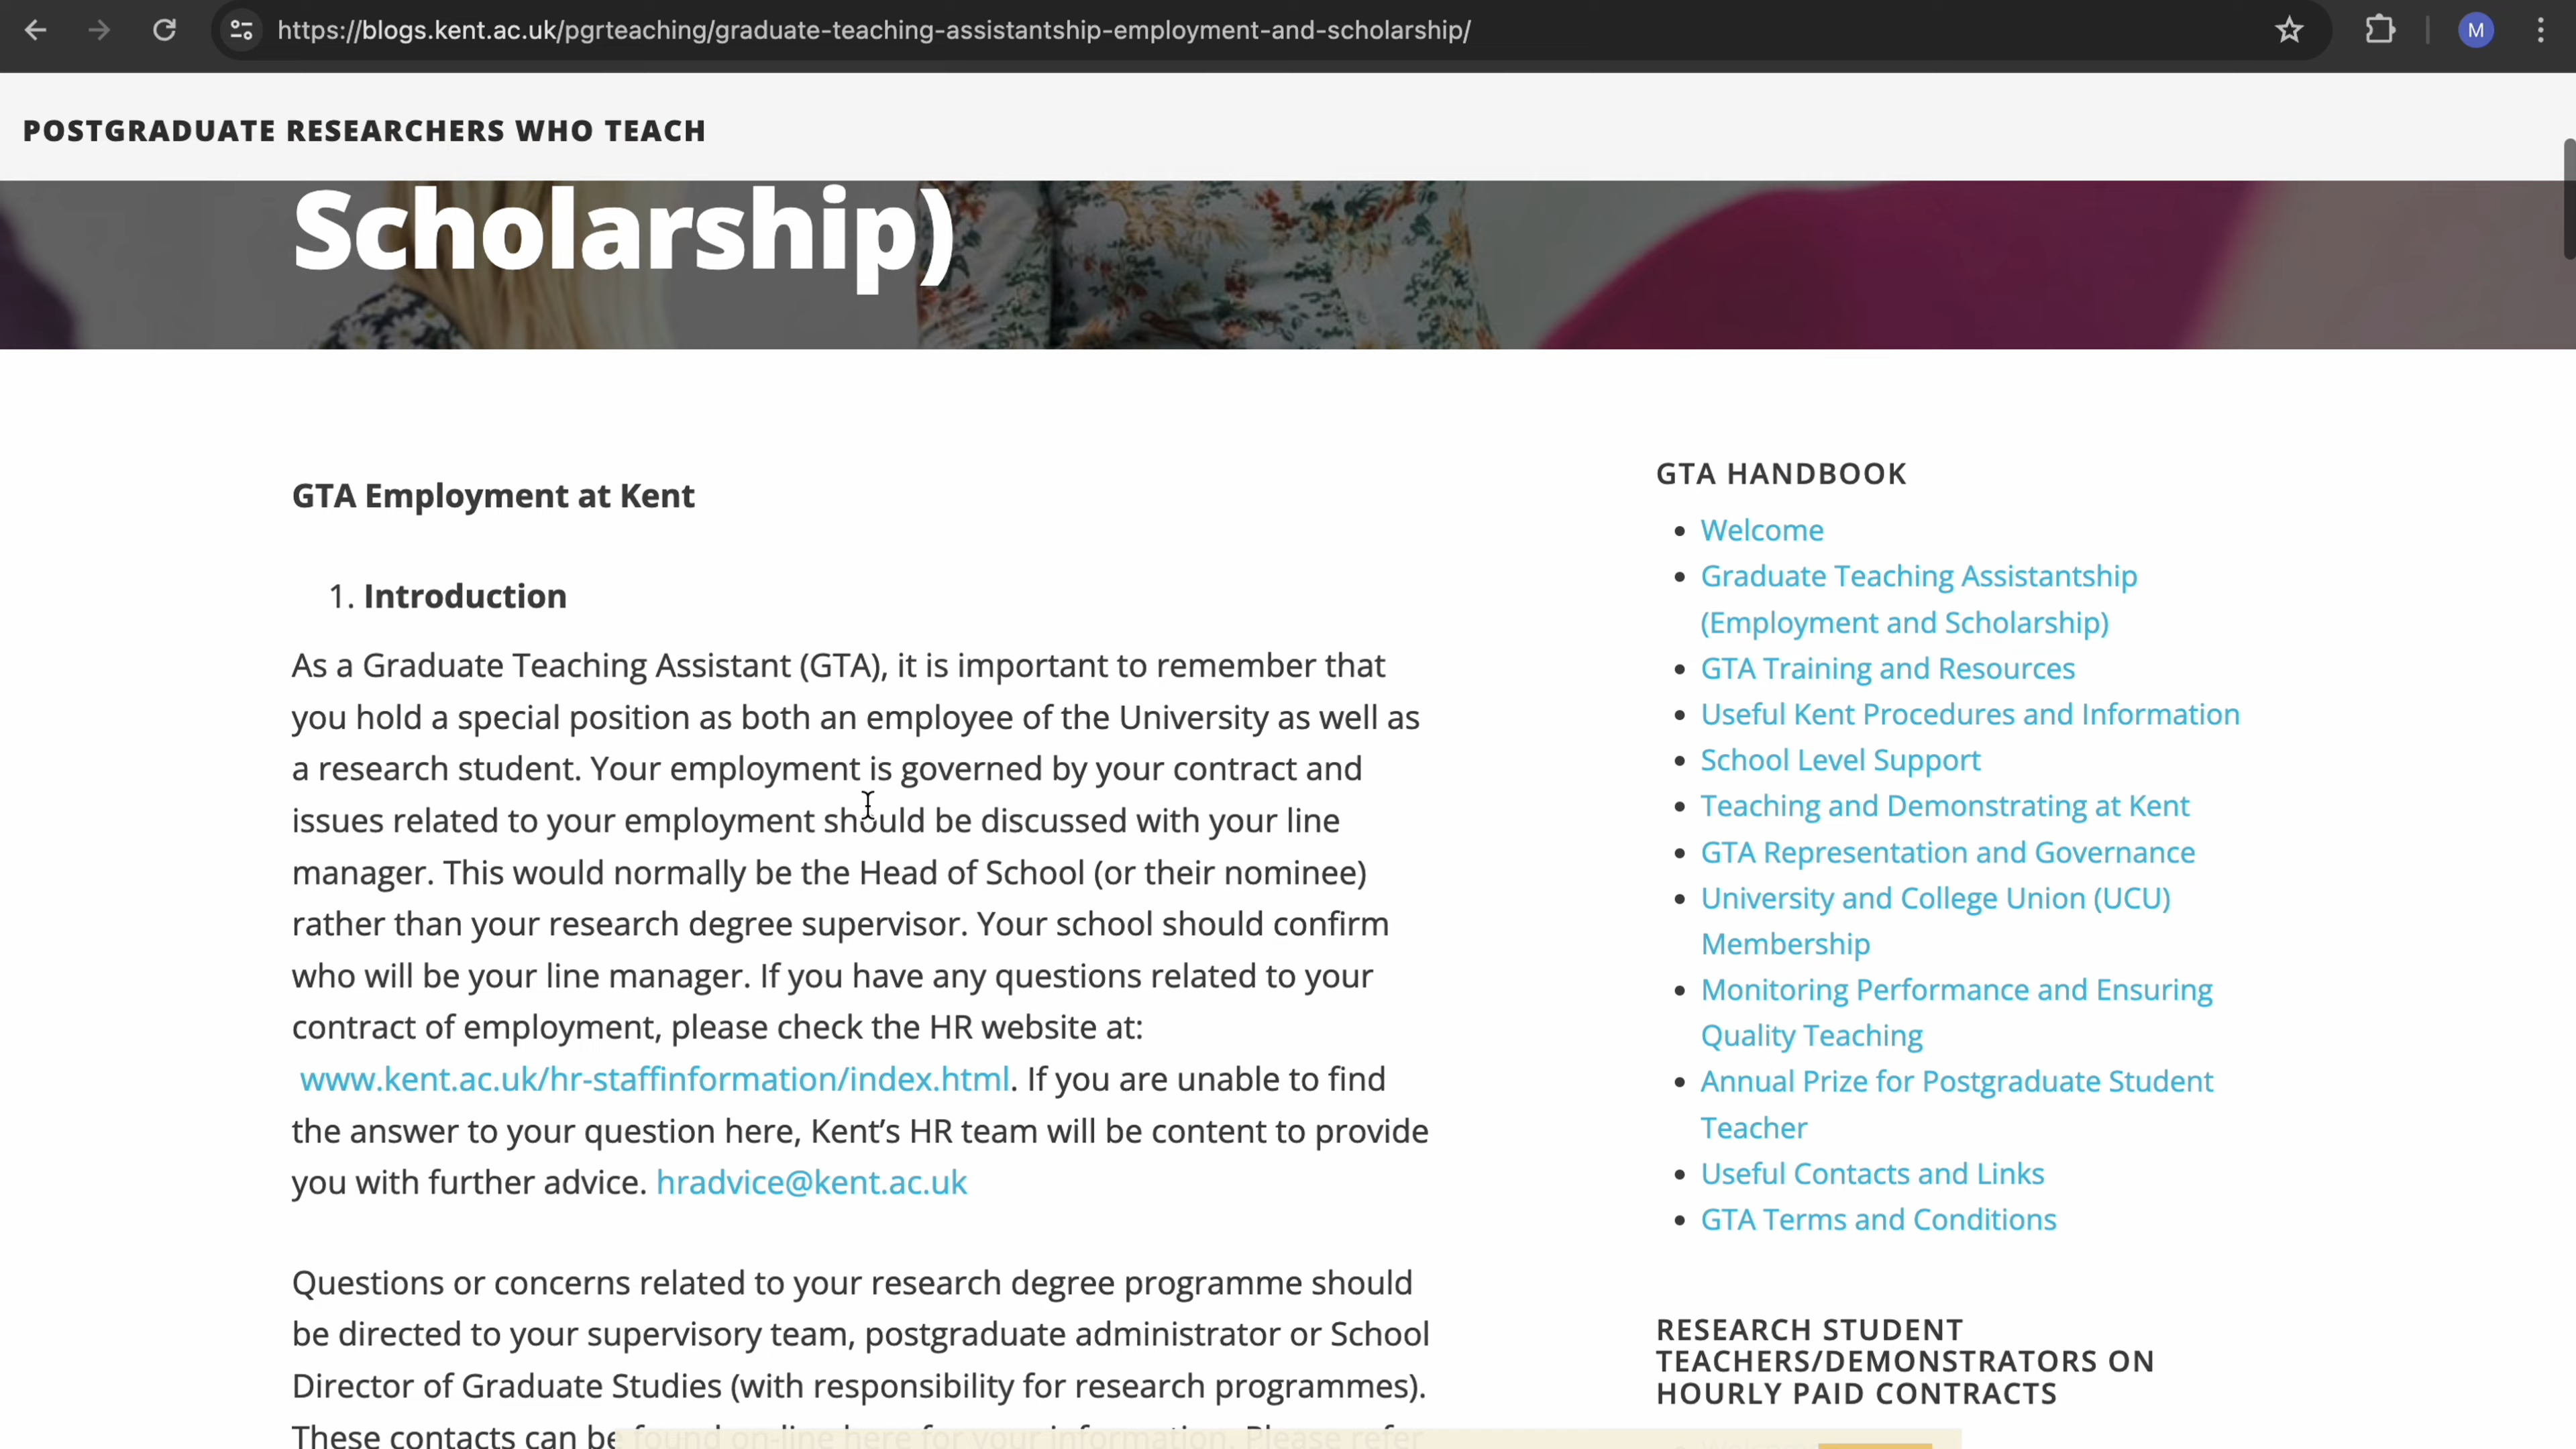 https://blogs.kent.ac.uk/pgrteaching/graduate-teaching-assistantship-employment-and-scholarship/
M
POSTGRADUATE RESEARCHERS WHO TEACH
Scholarship)
GTA Employment at Kent
1. Introduction
As a Graduate Teaching Assistant (GTA), it is important to remember that
you hold a special position as both an employee of the University as well as
a research student. Your employment is governed by your contract and
issues related to your employment should be discussed with your line
manager. This would normally be the Head of School (or their nominee)
rather than your research degree supervisor. Your school should confirm
who will be your line manager. If you have any questions related to your
contract of employment, please check the HR website at:
www.kent.ac.uk/hr-staffinformation/index.html. If you are unable to find
the answer to your question here, Kent’s HR team will be content to provide
you with further advice. hradvice@kent.ac.uk
Questions or concerns related to your research degree programme should
be directed to your supervisory team, postgraduate administrator or School
Director of Graduate Studies (with responsibility for research programmes).
These contacts can be found on-line here for your information. Please refer
GTA HANDBOOK
• Welcome
• Graduate Teaching Assistantship
(Employment and Scholarship)
• GTA Training and Resources
• Useful Kent Procedures and Information
• School Level Support
• Teaching and Demonstrating at Kent
• GTA Representation and Governance
• University and College Union (UCU)
Membership
• Monitoring Performance and Ensuring
Quality Teaching
• Annual Prize for Postgraduate Student
Teacher
• Useful Contacts and Links
• GTA Terms and Conditions
RESEARCH STUDENT
TEACHERS/DEMONSTRATORS ON
HOURLY PAID CONTRACTS